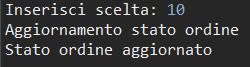 Inserisci scelta: 10
Aggiornamento stato ordine
Stato ordine aggiornato